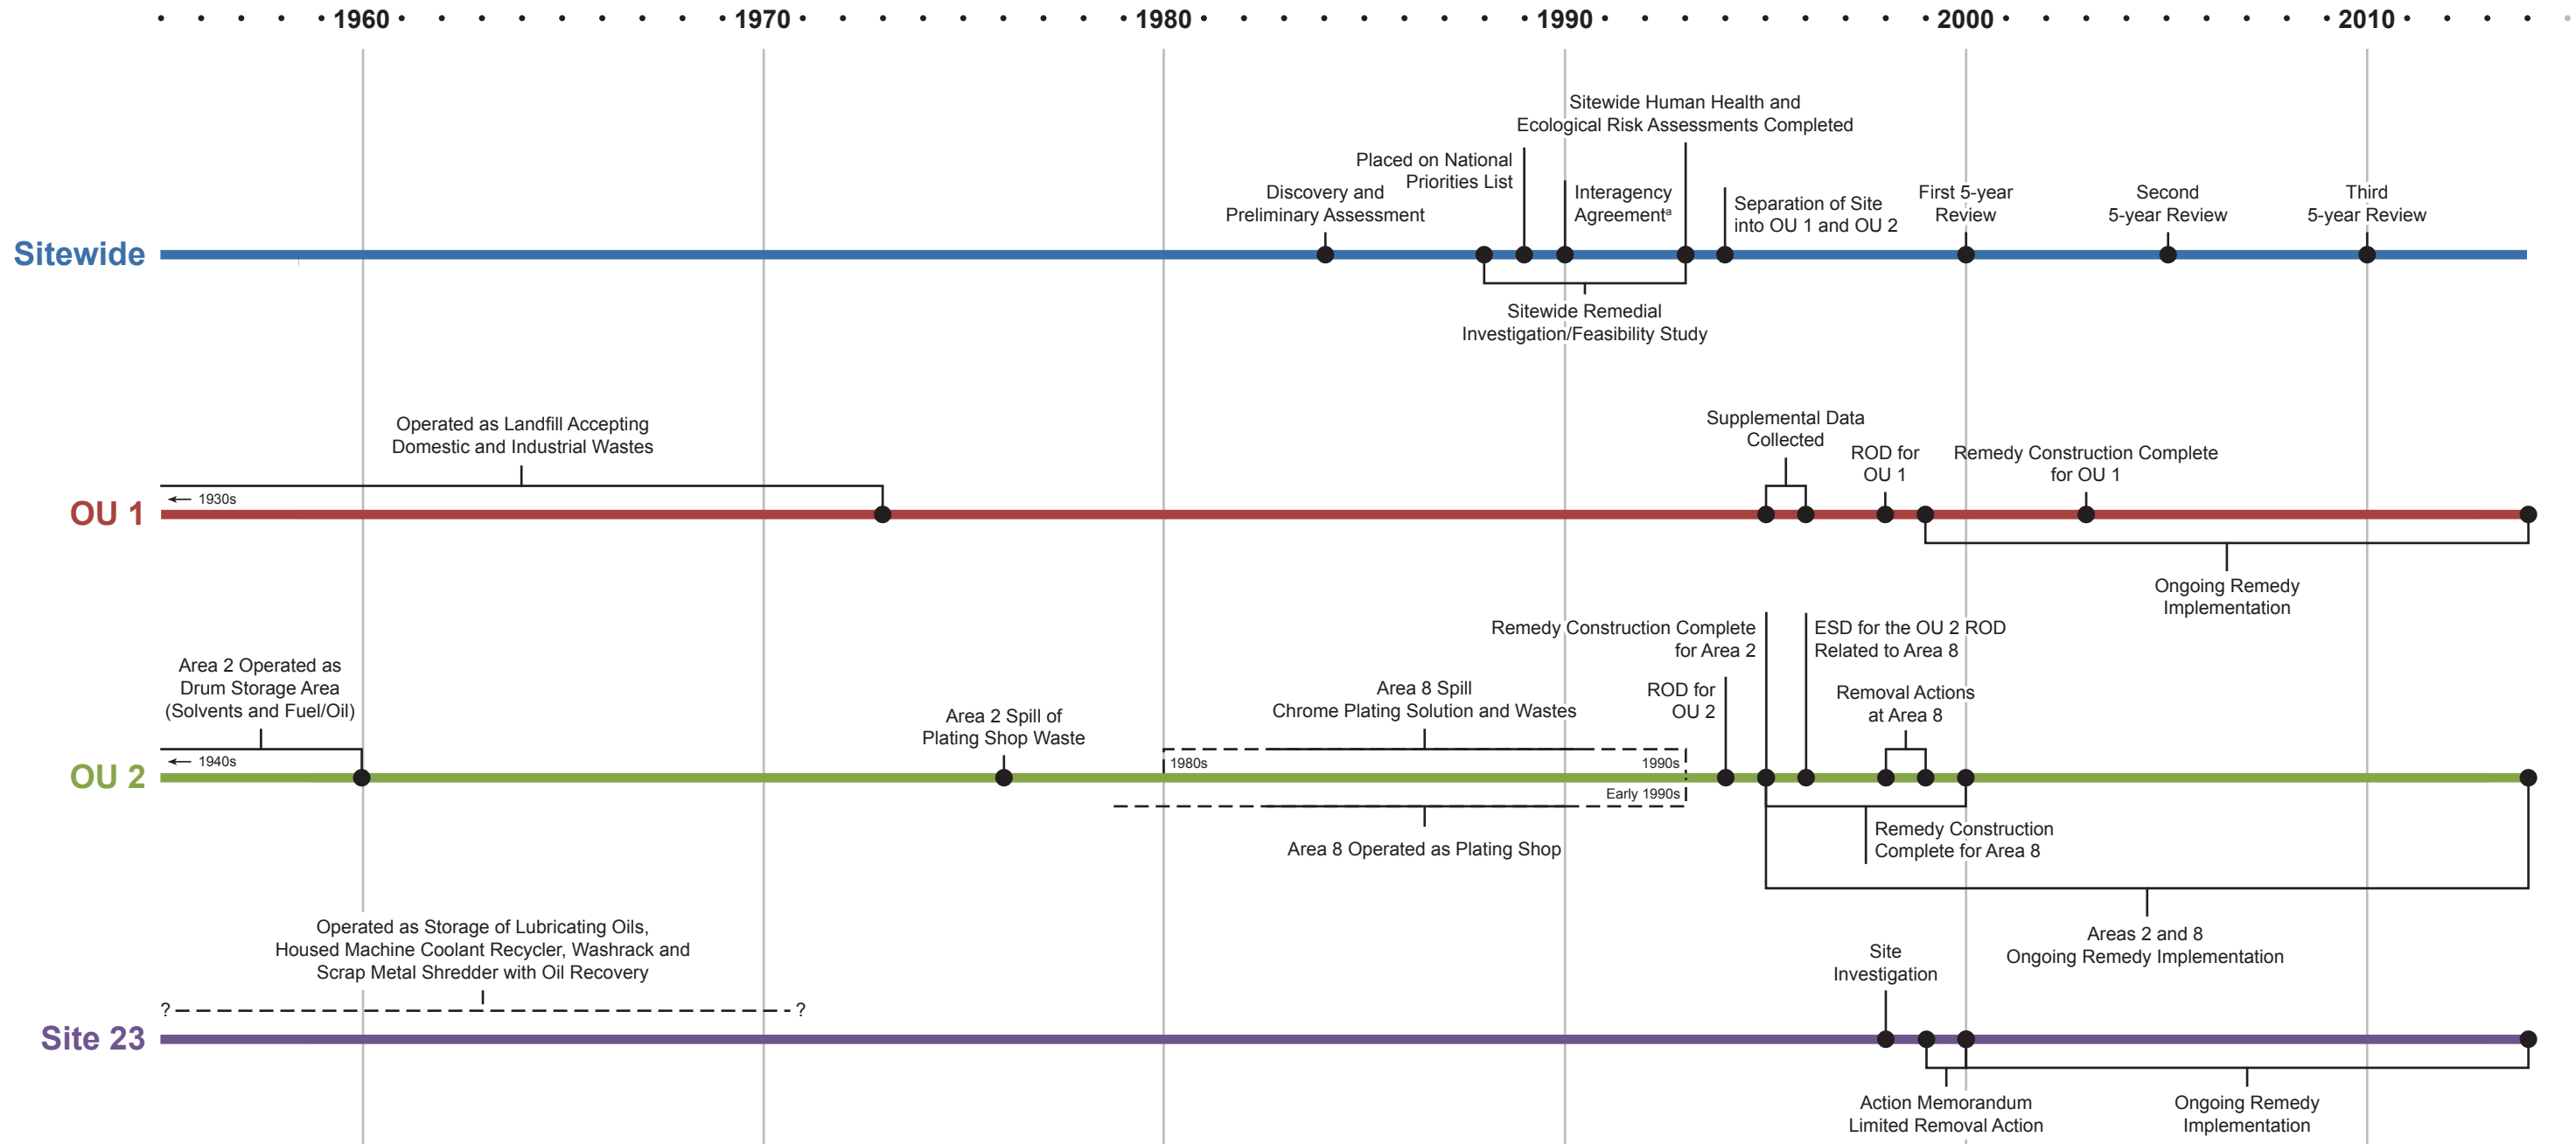 1960 1970 1980 1990 2000 2010
Sitewide Human Health and
Ecological Risk Assessments Completed
Placed on National
Priorities List
Discovery and
Preliminary Assessment
Interagency
Agreementᵃ
Separation of Site
into OU 1 and OU 2
First 5-year
Review
Second
5-year Review
Third
5-year Review
Sitewide
Sitewide Remedial
Investigation/Feasibility Study
Operated as Landfill Accepting
Domestic and Industrial Wastes
Supplemental Data
Collected
ROD for
OU 1
Remedy Construction Complete
for OU 1
← 1930s
OU 1
Ongoing Remedy
Implementation
Remedy Construction Complete
for Area 2
ESD for the OU 2 ROD
Related to Area 8
Area 2 Operated as
Drum Storage Area
(Solvents and Fuel/Oil)
Area 2 Spill of
Plating Shop Waste
Area 8 Spill
Chrome Plating Solution and Wastes
ROD for
OU 2
Removal Actions
at Area 8
← 1940s
1980s
1990s
OU 2
Early 1990s
Area 8 Operated as Plating Shop
Remedy Construction
Complete for Area 8
Areas 2 and 8
Ongoing Remedy Implementation
Operated as Storage of Lubricating Oils,
Housed Machine Coolant Recycler, Washrack and
Scrap Metal Shredder with Oil Recovery
Site
Investigation
? ?
Site 23
Action Memorandum
Limited Removal Action
Ongoing Remedy
Implementation